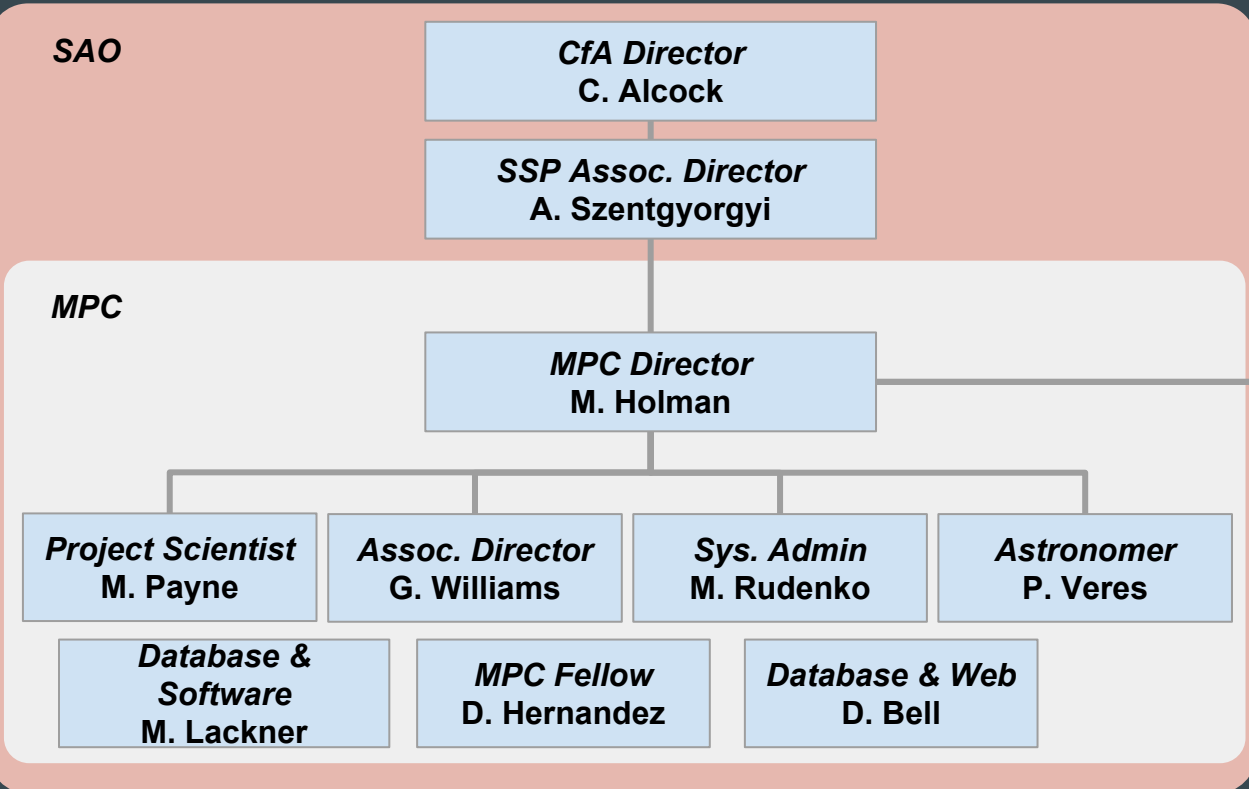 SAO
CfA Director
C. Alcock
SSP Assoc. Director
A. Szentgyorgyi
MPC
MPC Director
M. Holman
Project Scientist
M. Payne
Assoc. Director
G. Williams
Sys. Admin
M. Rudenko
Astronomer
P. Veres
Database &
Software
M. Lackner
MPC Fellow
D. Hernandez
Database & Web
D. Bell